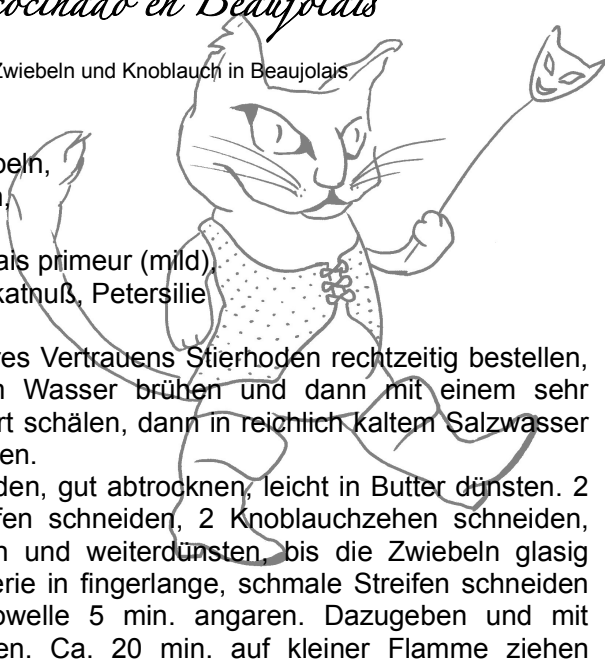 cocinado en Beaujolais
Zwiebeln und Knoblauch in Beaujolais
beln,
n,
ais primeur (mild),
katnuß, Petersilie
res Vertrauens Stierhoden rechtzeitig bestellen,
n Wasser brühen und dann mit einem sehr
rt schälen, dann in reichlich kaltem Salzwasser
en.
den, gut abtrocknen, leicht in Butter dünsten. 2
fen schneiden, 2 Knoblauchzehen schneiden,
n und weiterdünsten, bis die Zwiebeln glasig
erie in fingerlange, schmale Streifen schneiden
owelle 5 min. angaren. Dazugeben und mit
en. Ca. 20 min. auf kleiner Flamme ziehen